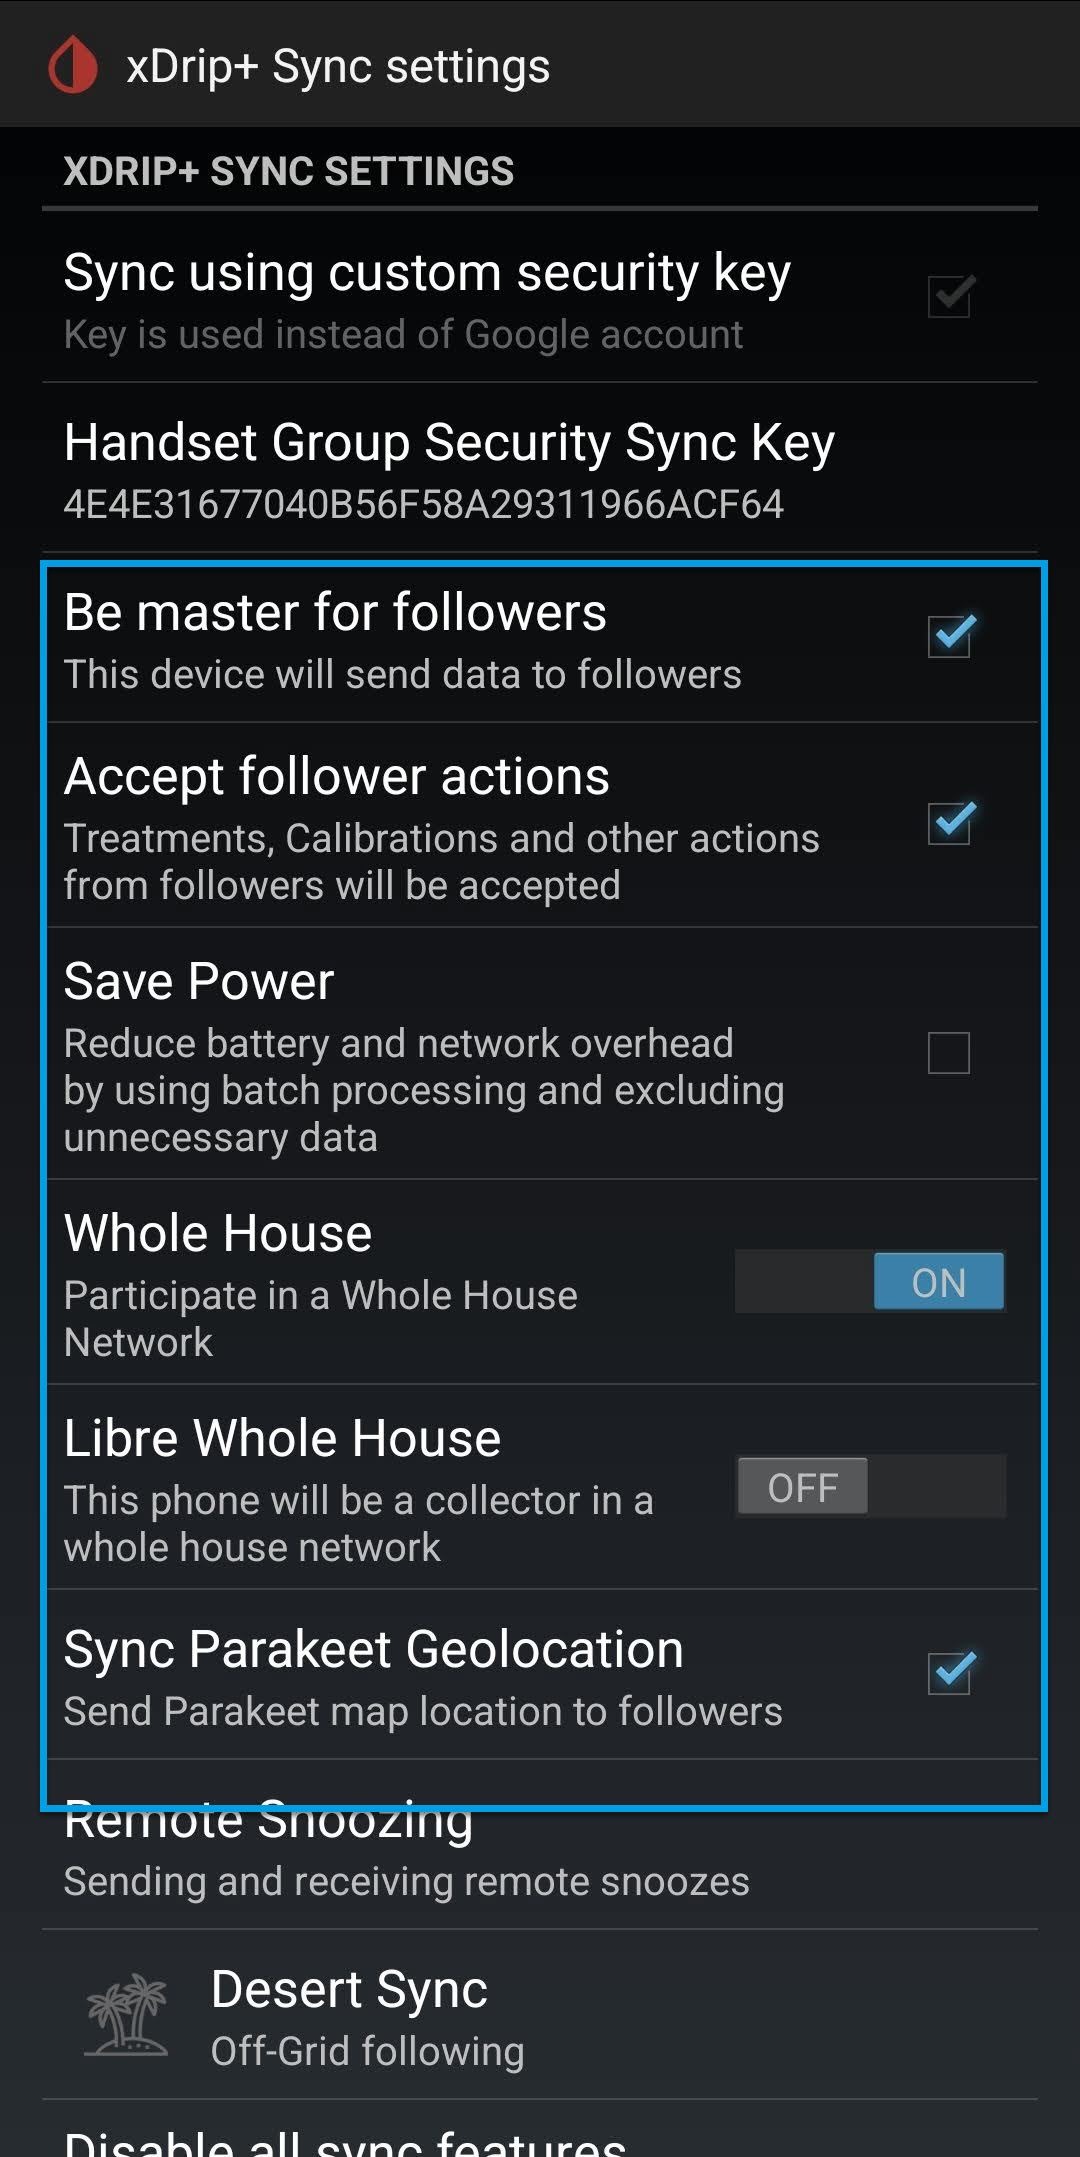 xDrip+ Sync settings
XDRIP+ SYNC SETTINGS
Sync using custom security key
Key is used instead of Google account
Handset Group Security Sync Key
4E4E31677040B56F58A29311966ACF64
Be master for followers
This device will send data to followers
Accept follower actions
Treatments, Calibrations and other actions
from followers will be accepted
Save Power
Reduce battery and network overhead
by using batch processing and excluding
unnecessary data
Whole House
ON
Participate in a Whole House
Network
Libre Whole House
OFF
This phone will be a collector in a
whole house network
Sync Parakeet Geolocation
Send Parakeet map location to followers
Remote Snoozing
Sending and receiving remote snoozes
Desert Sync
Off-Grid following
Disable all sync features